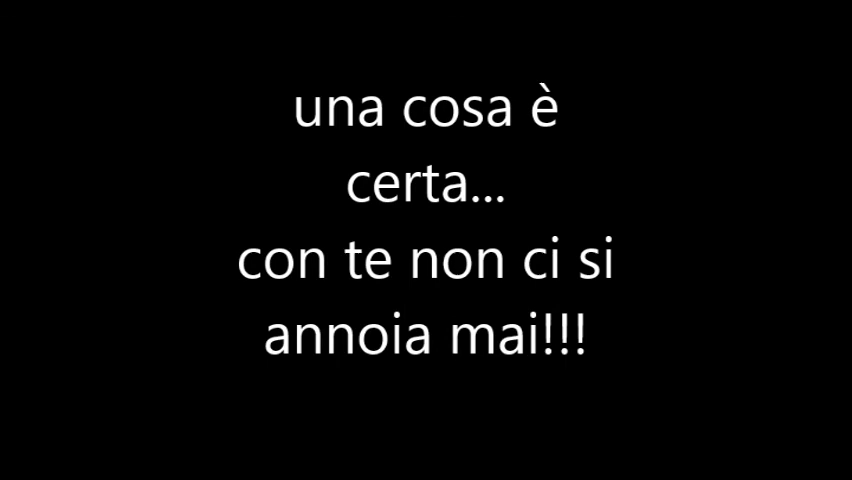 una cosa è
certa...
con te non ci si
annoia mai!!!